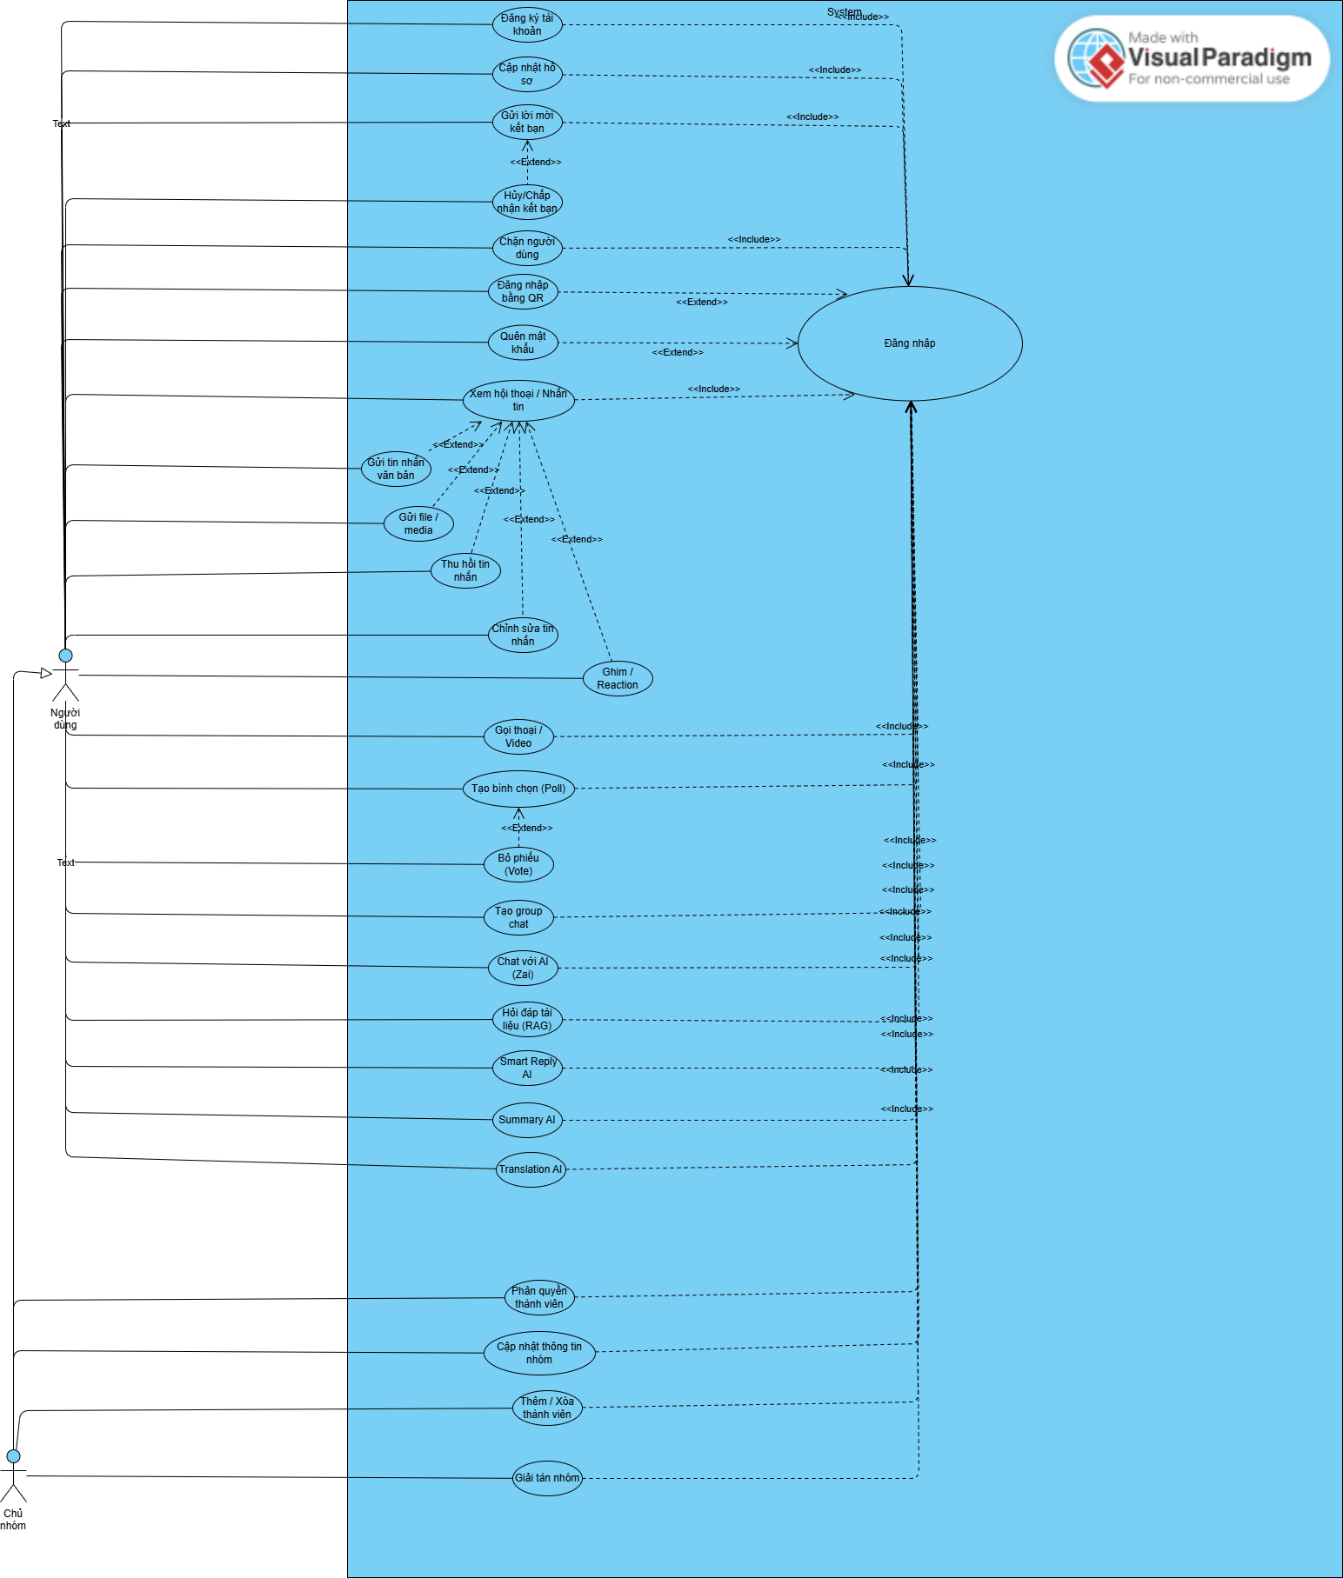 System
Made with
Visual Paradigm
For non-commercial use
Đăng ký tài
khoản
<<Include>>
Cập nhật hồ
sơ
<<Include>>
Text
Gửi lời mời
kết bạn
<<Include>>
<<Extend>>
Hủy/Chấp
nhận kết bạn
Chặn người
dùng
<<Include>>
Đăng nhập
bằng QR
<<Extend>>
Quên mật
khẩu
<<Extend>>
Đăng nhập
Xem hội thoại / Nhắn
tin
<<Include>>
<<Extend>>
Gửi tin nhắn
văn bản
<<Extend>>
<<Extend>>
Gửi file /
media
<<Extend>>
<<Extend>>
Thu hồi tin
nhắn
Chỉnh sửa tin
nhắn
Ghim /
Reaction
Người
dùng
Gọi thoại /
Video
<<Include>>
<<Include>>
Tạo bình chọn (Poll)
<<Extend>>
<<Include>>
Text
Bỏ phiếu
(Vote)
<<Include>>
<<Include>>
Tạo group
chat
<<Include>>
<<Include>>
Chat với AI
(Zai)
<<Include>>
Hỏi đáp tài
liệu (RAG)
<<Include>>
<<Include>>
Smart Reply
AI
<<Include>>
<<Include>>
Summary AI
Translation AI
Phân quyền
thành viên
Cập nhật thông tin
nhóm
Thêm / Xóa
thành viên
Giải tán nhóm
Chủ
nhóm